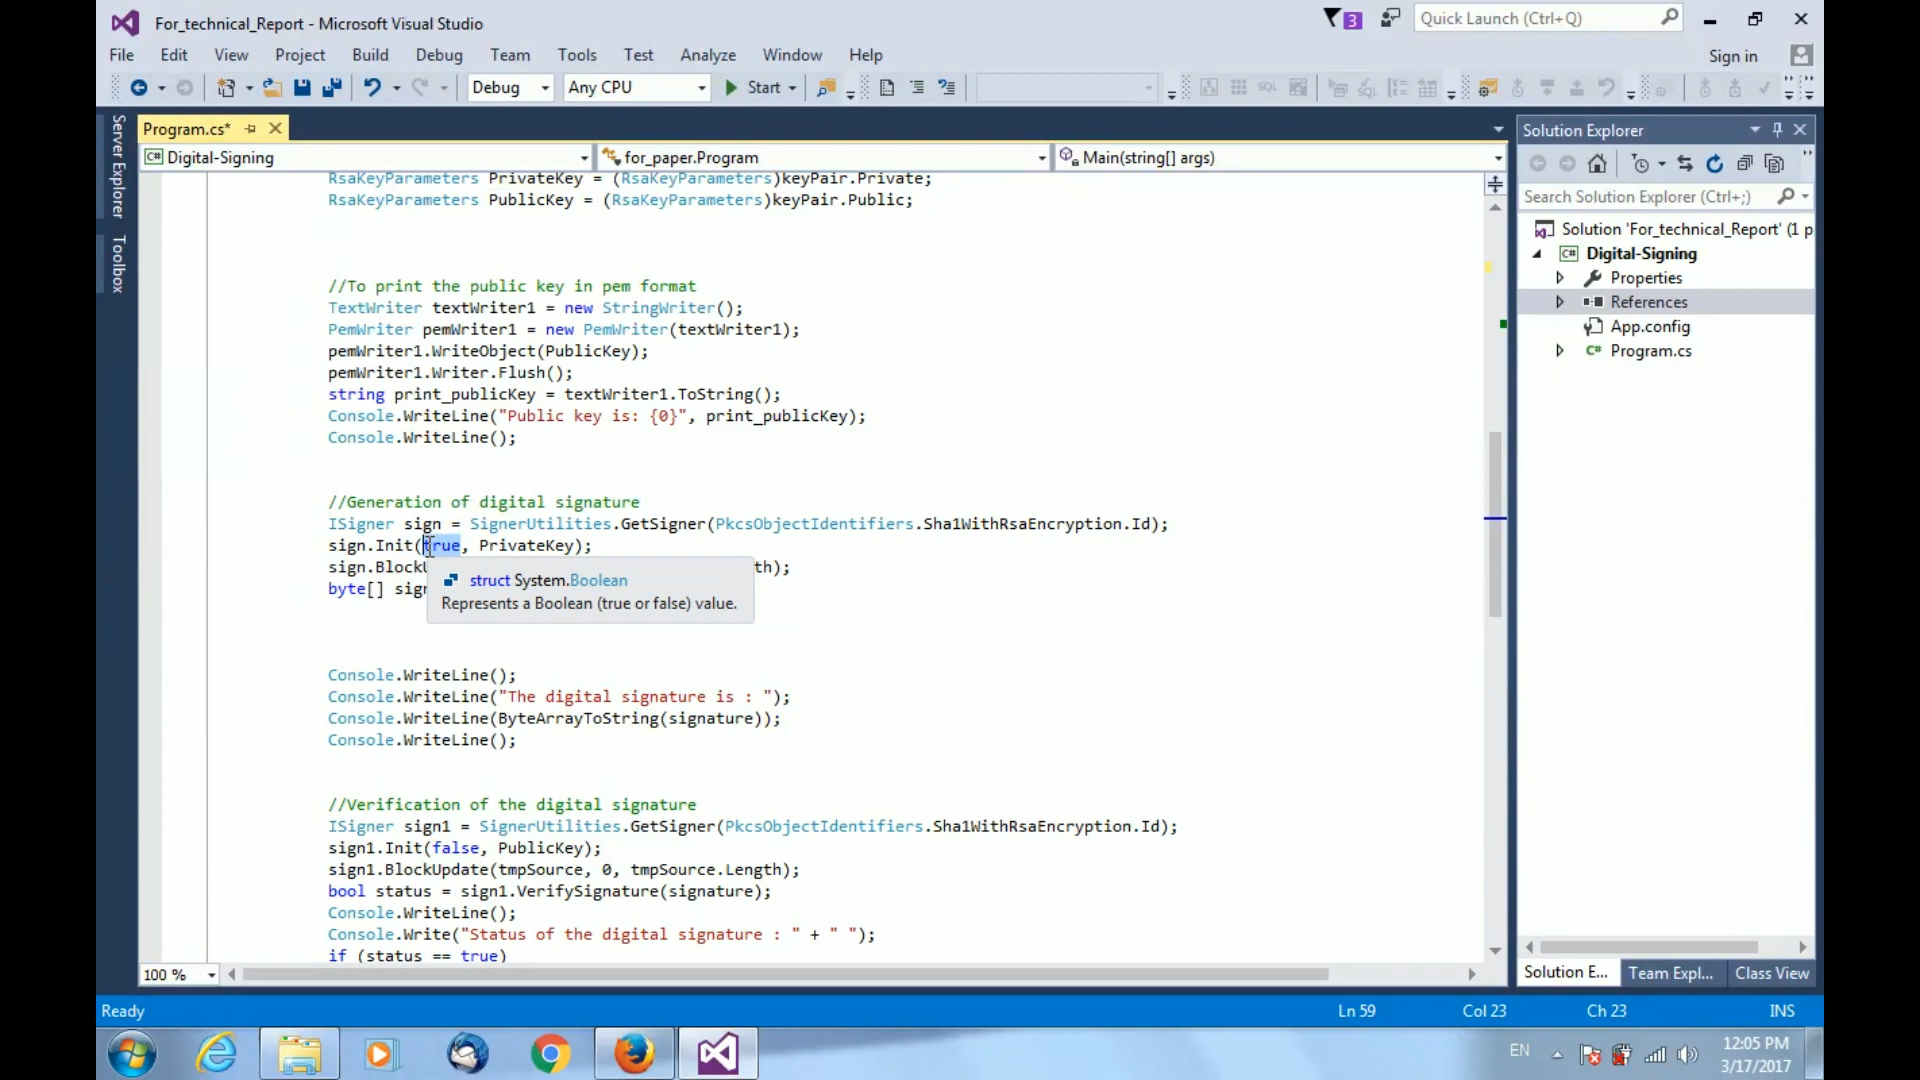 For_technical_Report - Microsoft Visual Studio
3
Quick Launch (Ctrl+Q)
File Edit View Project Build Debug Team Tools Test Analyze Window Help
Sign in
Debug Any CPU Start
Server Explorer
Toolbox
Program.cs*
Digital-Signing
for_paper.Program
Main(string[] args)
RsaKeyParameters PrivateKey = (RsaKeyParameters)keyPair.Private;
RsaKeyParameters PublicKey = (RsaKeyParameters)keyPair.Public;
//To print the public key in pem format
TextWriter textWriter1 = new StringWriter();
PemWriter pemWriter1 = new PemWriter(textWriter1);
pemWriter1.WriteObject(PublicKey);
pemWriter1.Writer.Flush();
string print_publicKey = textWriter1.ToString();
Console.WriteLine("Public key is: {0}", print_publicKey);
Console.WriteLine();
//Generation of digital signature
ISigner sign = SignerUtilities.GetSigner(PkcsObjectIdentifiers.Sha1WithRsaEncryption.Id);
sign.Init(true, PrivateKey);
sign.BlockU th);
byte[] sign
struct System.Boolean
Represents a Boolean (true or false) value.
Console.WriteLine();
Console.WriteLine("The digital signature is : ");
Console.WriteLine(ByteArrayToString(signature));
Console.WriteLine();
//Verification of the digital signature
ISigner sign1 = SignerUtilities.GetSigner(PkcsObjectIdentifiers.Sha1WithRsaEncryption.Id);
sign1.Init(false, PublicKey);
sign1.BlockUpdate(tmpSource, 0, tmpSource.Length);
bool status = sign1.VerifySignature(signature);
Console.WriteLine();
Console.Write("Status of the digital signature : " + " ");
if (status == true)
100 %
Solution Explorer
Search Solution Explorer (Ctrl+;)
Solution 'For_technical_Report' (1 p
Digital-Signing
Properties
References
App.config
Program.cs
Solution E... Team Expl... Class View
Ready
Ln 59 Col 23 Ch 23 INS
EN
12:05 PM
3/17/2017